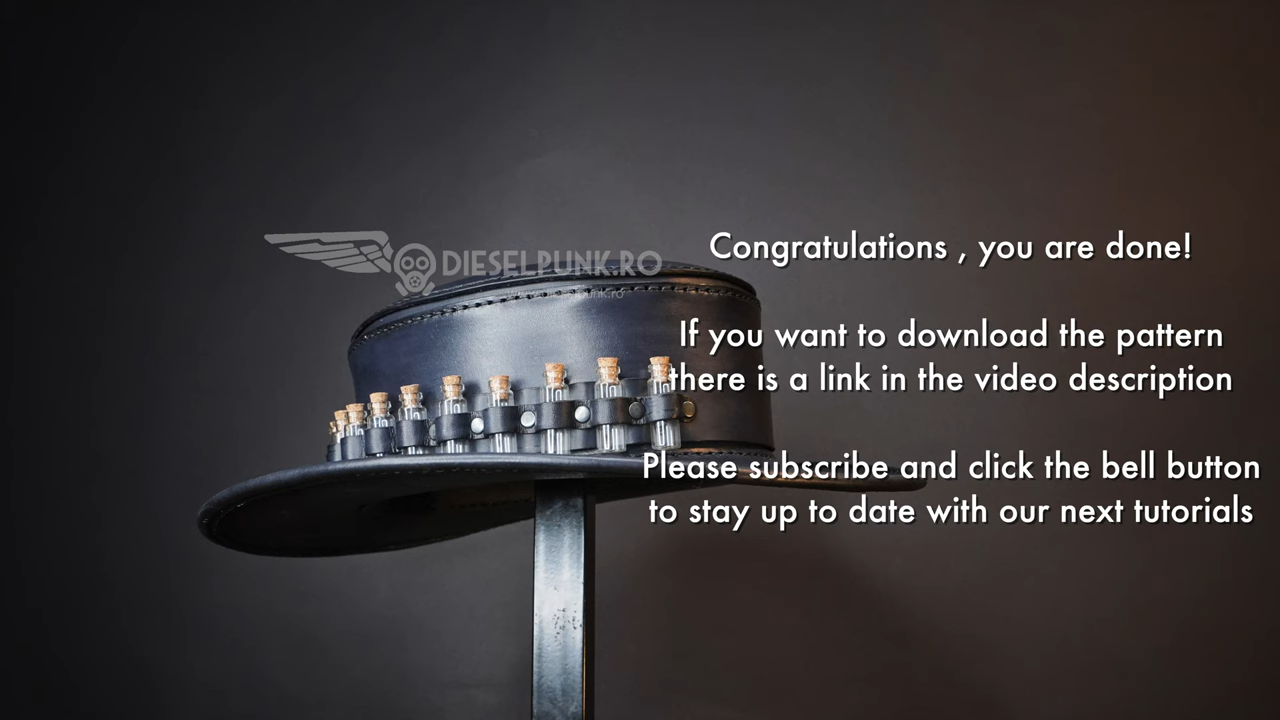 DIESELPUNK.RO
Congratulations , you are done!
If you want to download the pattern
there is a link in the video description
Please subscribe and click the bell button
to stay up to date with our next tutorials